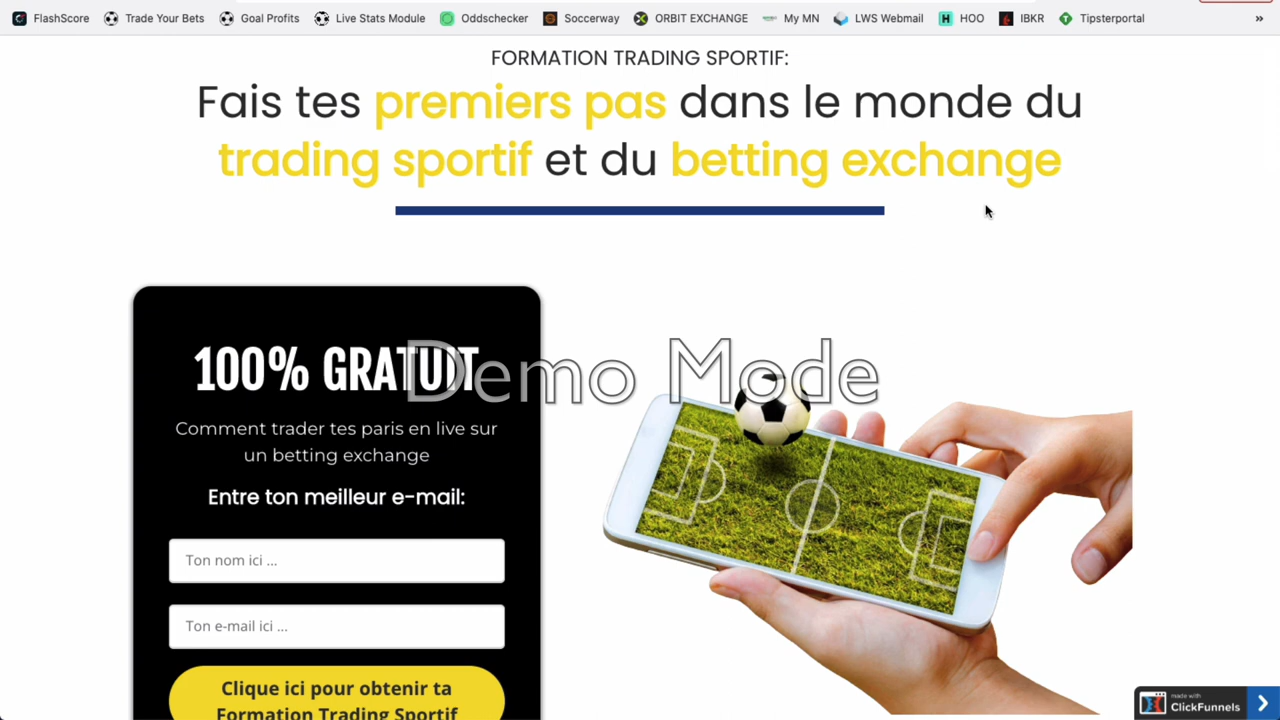 FlashScore Trade Your Bets Goal Profits Live Stats Module Oddschecker Soccerway ORBIT EXCHANGE My MN LWS Webmail HOO IBKR Tipsterportal »
FORMATION TRADING SPORTIF:
Fais tes premiers pas dans le monde du
trading sportif et du betting exchange
100% GRATUIT
Demo Mode
Comment trader tes paris en live sur
un betting exchange
Entre ton meilleur e-mail:
Ton nom ici ...
Ton e-mail ici ...
Clique ici pour obtenir ta
Formation Trading Sportif
made with
ClickFunnels